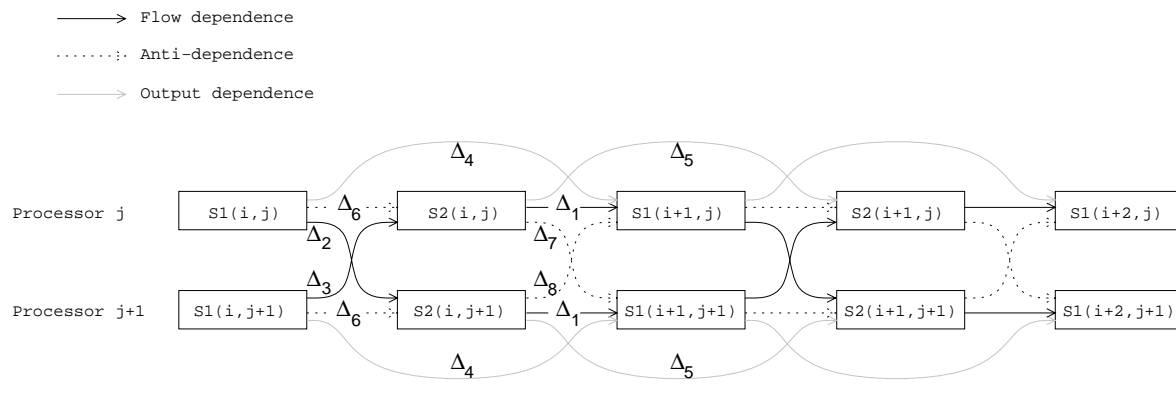 Flow dependence
Anti-dependence
Output dependence
Δ4 Δ5
Processor j S1(i,j) Δ6 S2(i,j) Δ1 S1(i+1,j) S2(i+1,j) S1(i+2,j)
Δ2 Δ7
Δ3 Δ8
Processor j+1 S1(i,j+1) Δ6 S2(i,j+1) Δ1 S1(i+1,j+1) S2(i+1,j+1) S1(i+2,j+1)
Δ4 Δ5